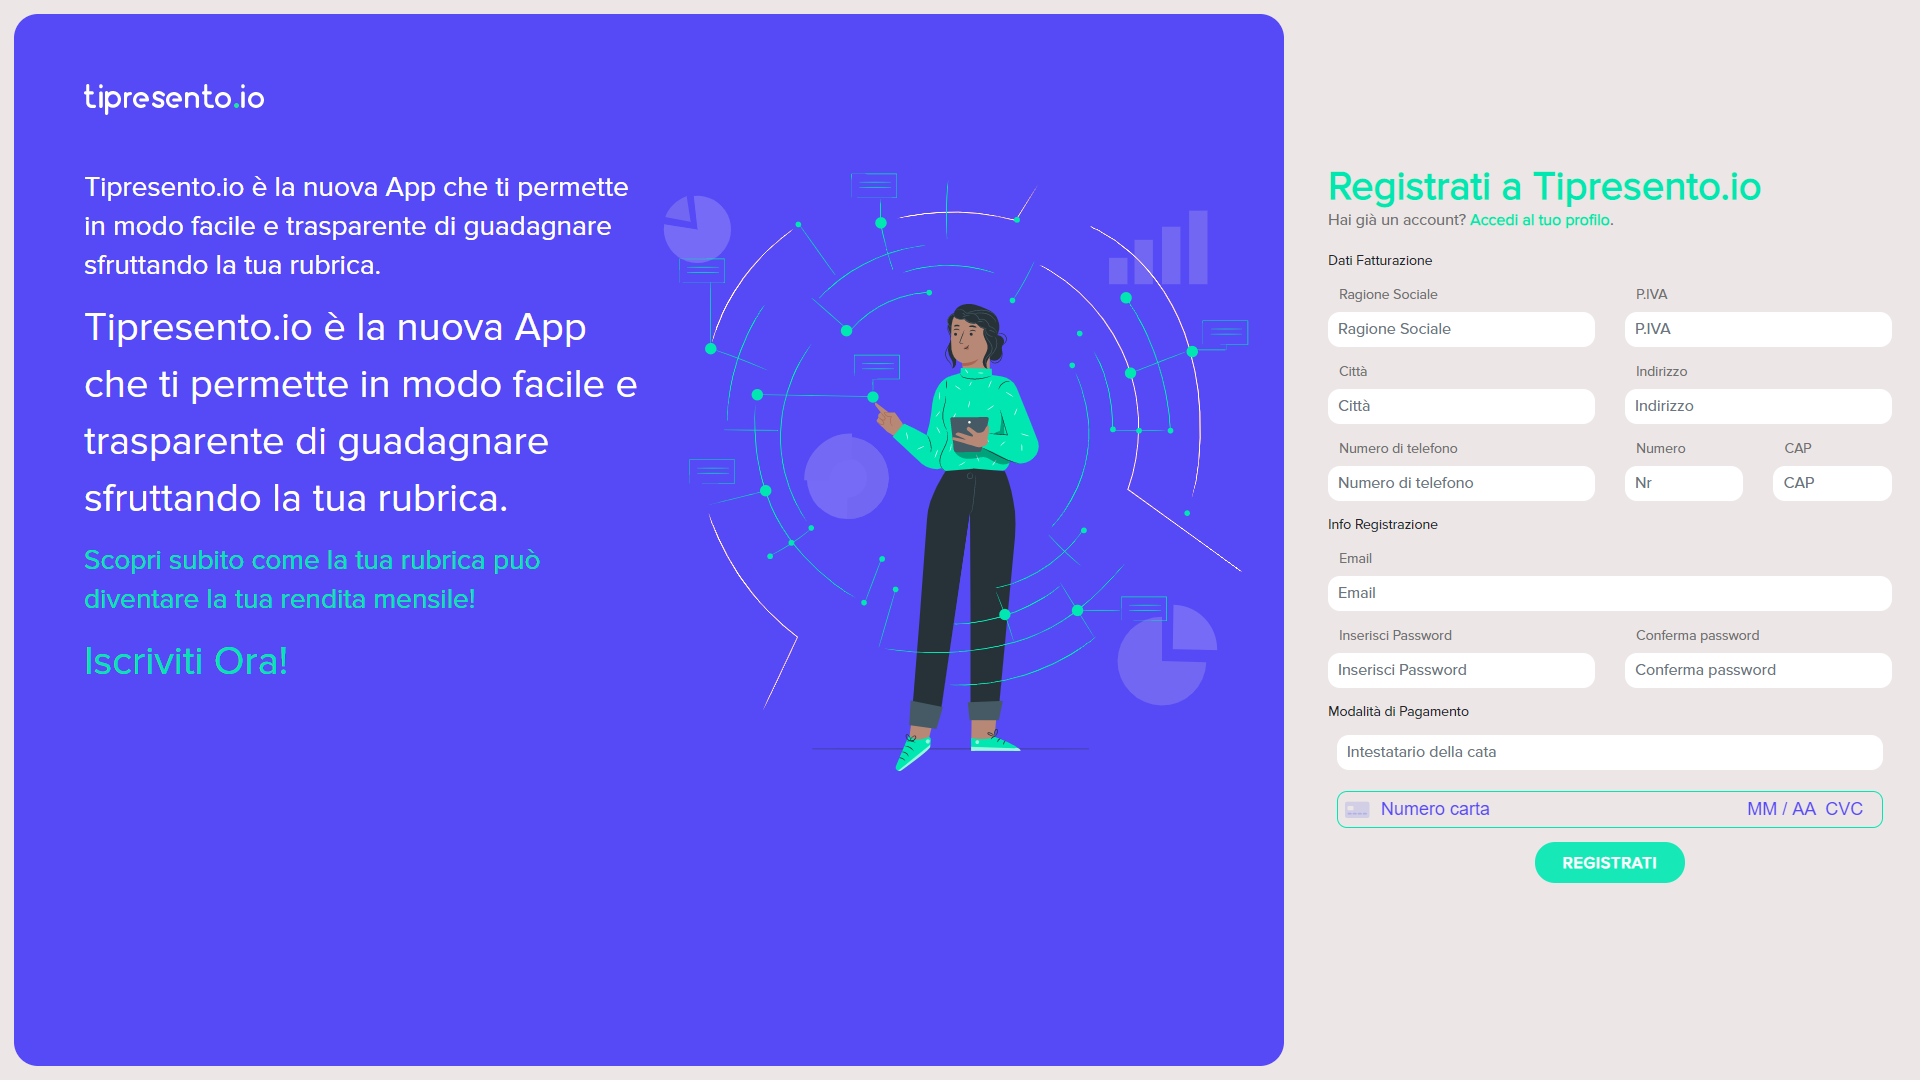 tipresento.io
Tipresento.io è la nuova App che ti permette
in modo facile e trasparente di guadagnare
sfruttando la tua rubrica.
Tipresento.io è la nuova App
che ti permette in modo facile e
trasparente di guadagnare
sfruttando la tua rubrica.
Scopri subito come la tua rubrica può
diventare la tua rendita mensile!
Iscriviti Ora!
Registrati a Tipresento.io
Hai già un account? Accedi al tuo profilo.
Dati Fatturazione
Ragione Sociale P.IVA
Ragione Sociale P.IVA
Città Indirizzo
Città Indirizzo
Numero di telefono Numero CAP
Numero di telefono Nr CAP
Info Registrazione
Email
Email
Inserisci Password Conferma password
Inserisci Password Conferma password
Modalità di Pagamento
Intestatario della cata
Numero carta MM / AA CVC
REGISTRATI